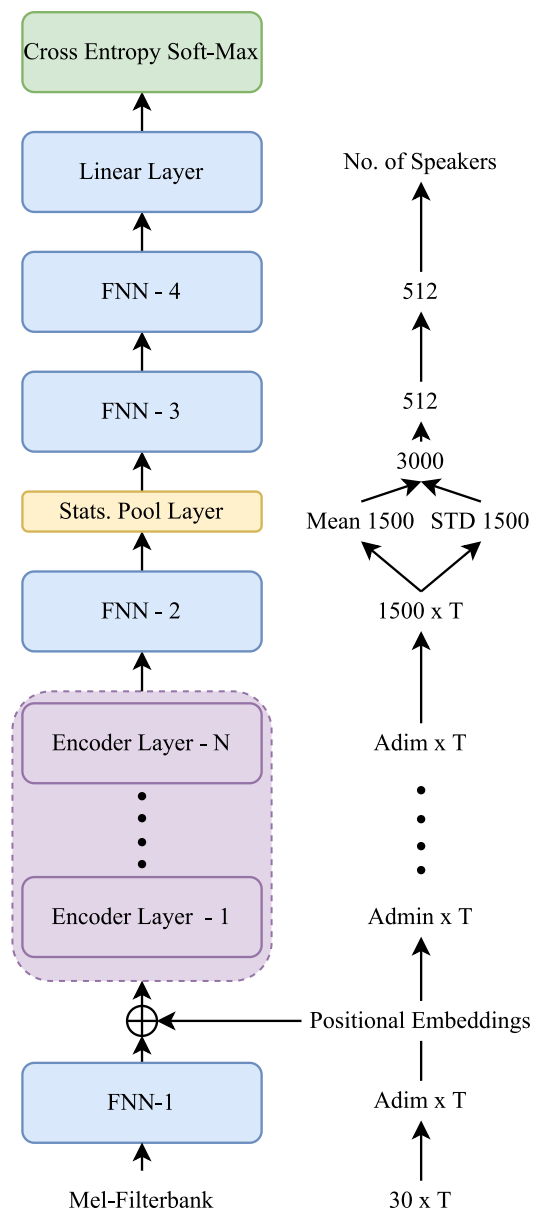 Cross Entropy Soft-Max
Linear Layer
No. of Speakers
FNN - 4
512
FNN - 3
512
3000
Stats. Pool Layer
Mean 1500
STD 1500
FNN - 2
1500 x T
Encoder Layer - N
Adim x T
Encoder Layer - 1
Admin x T
Positional Embeddings
FNN-1
Adim x T
Mel-Filterbank
30 x T